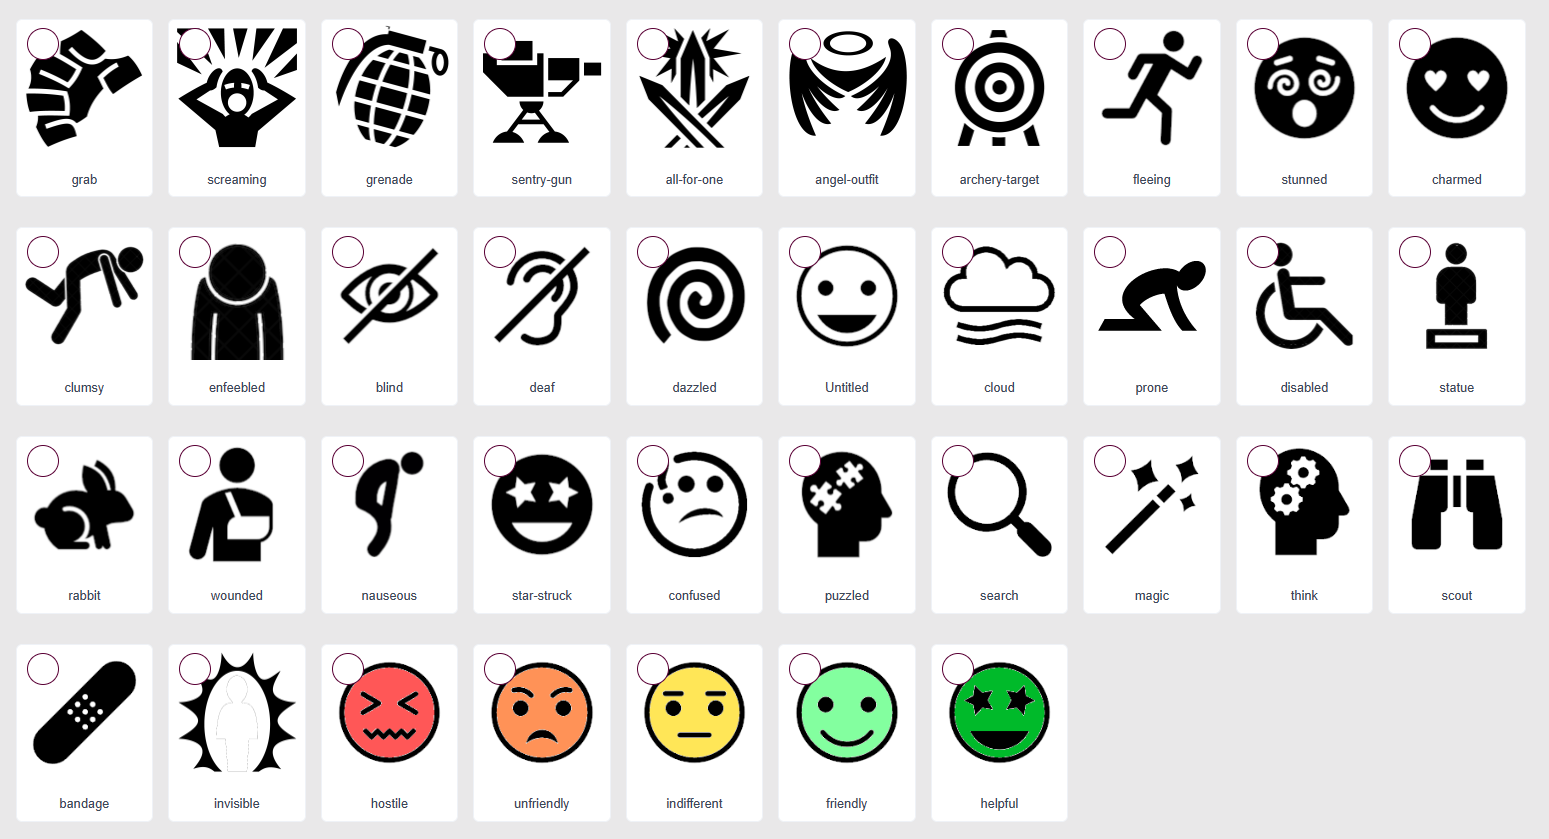 grab
screaming
grenade
sentry-gun
all-for-one
angel-outfit
archery-target
fleeing
stunned
charmed
clumsy
enfeebled
blind
deaf
dazzled
Untitled
cloud
prone
disabled
statue
rabbit
wounded
nauseous
star-struck
confused
puzzled
search
magic
think
scout
bandage
invisible
hostile
unfriendly
indifferent
friendly
helpful